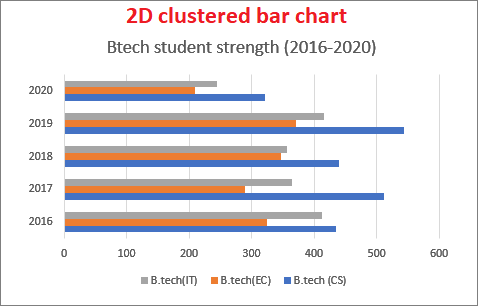 2D clustered bar chart
Btech student strength (2016-2020)
2020
2019
2018
2017
2016
0 100 200 300 400 500 600
B.tech(IT) B.tech(EC) B.tech (CS)